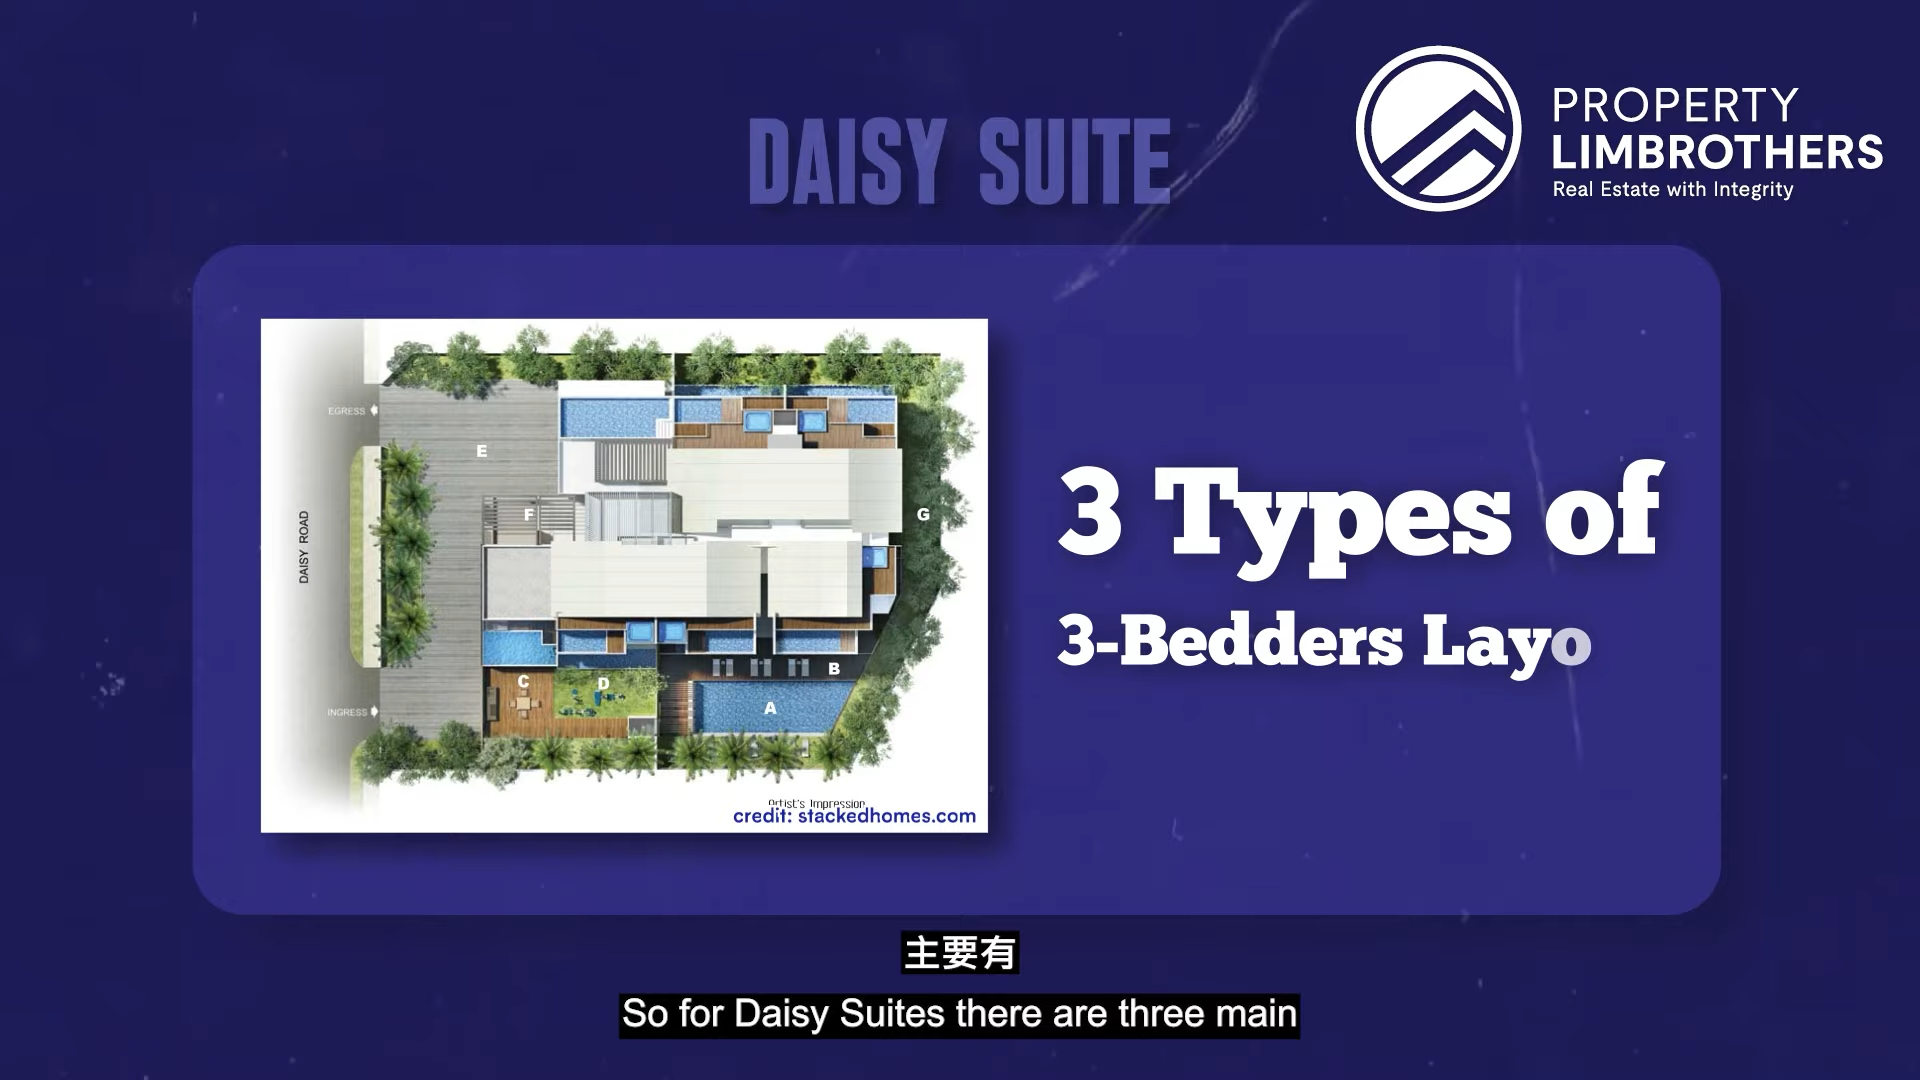 PROPERTY
LIMBROTHERS
Real Estate with Integrity
DAISY SUITE
EGRESS
E
F
G
DAISY ROAD
C
D
B
A
INGRESS
Artist's Impression
credit: stackedhomes.com
3 Types of
3-Bedders Layo
主要有
So for Daisy Suites there are three main